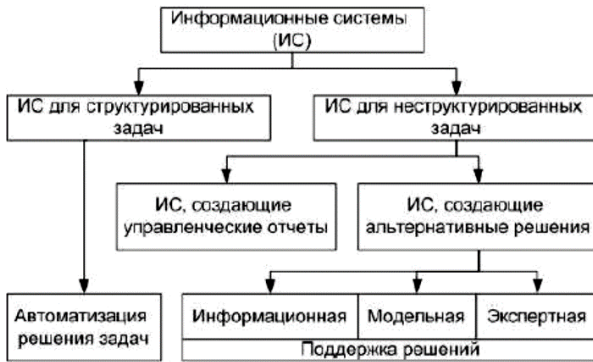 Информационные системы
(ИС)
ИС для структурированных
задач
ИС для неструктурированных
задач
ИС, создающие
управленческие отчеты
ИС, создающие
альтернативные решения
Автоматизация
решения задач
Информационная
Модельная
Экспертная
Поддержка решений